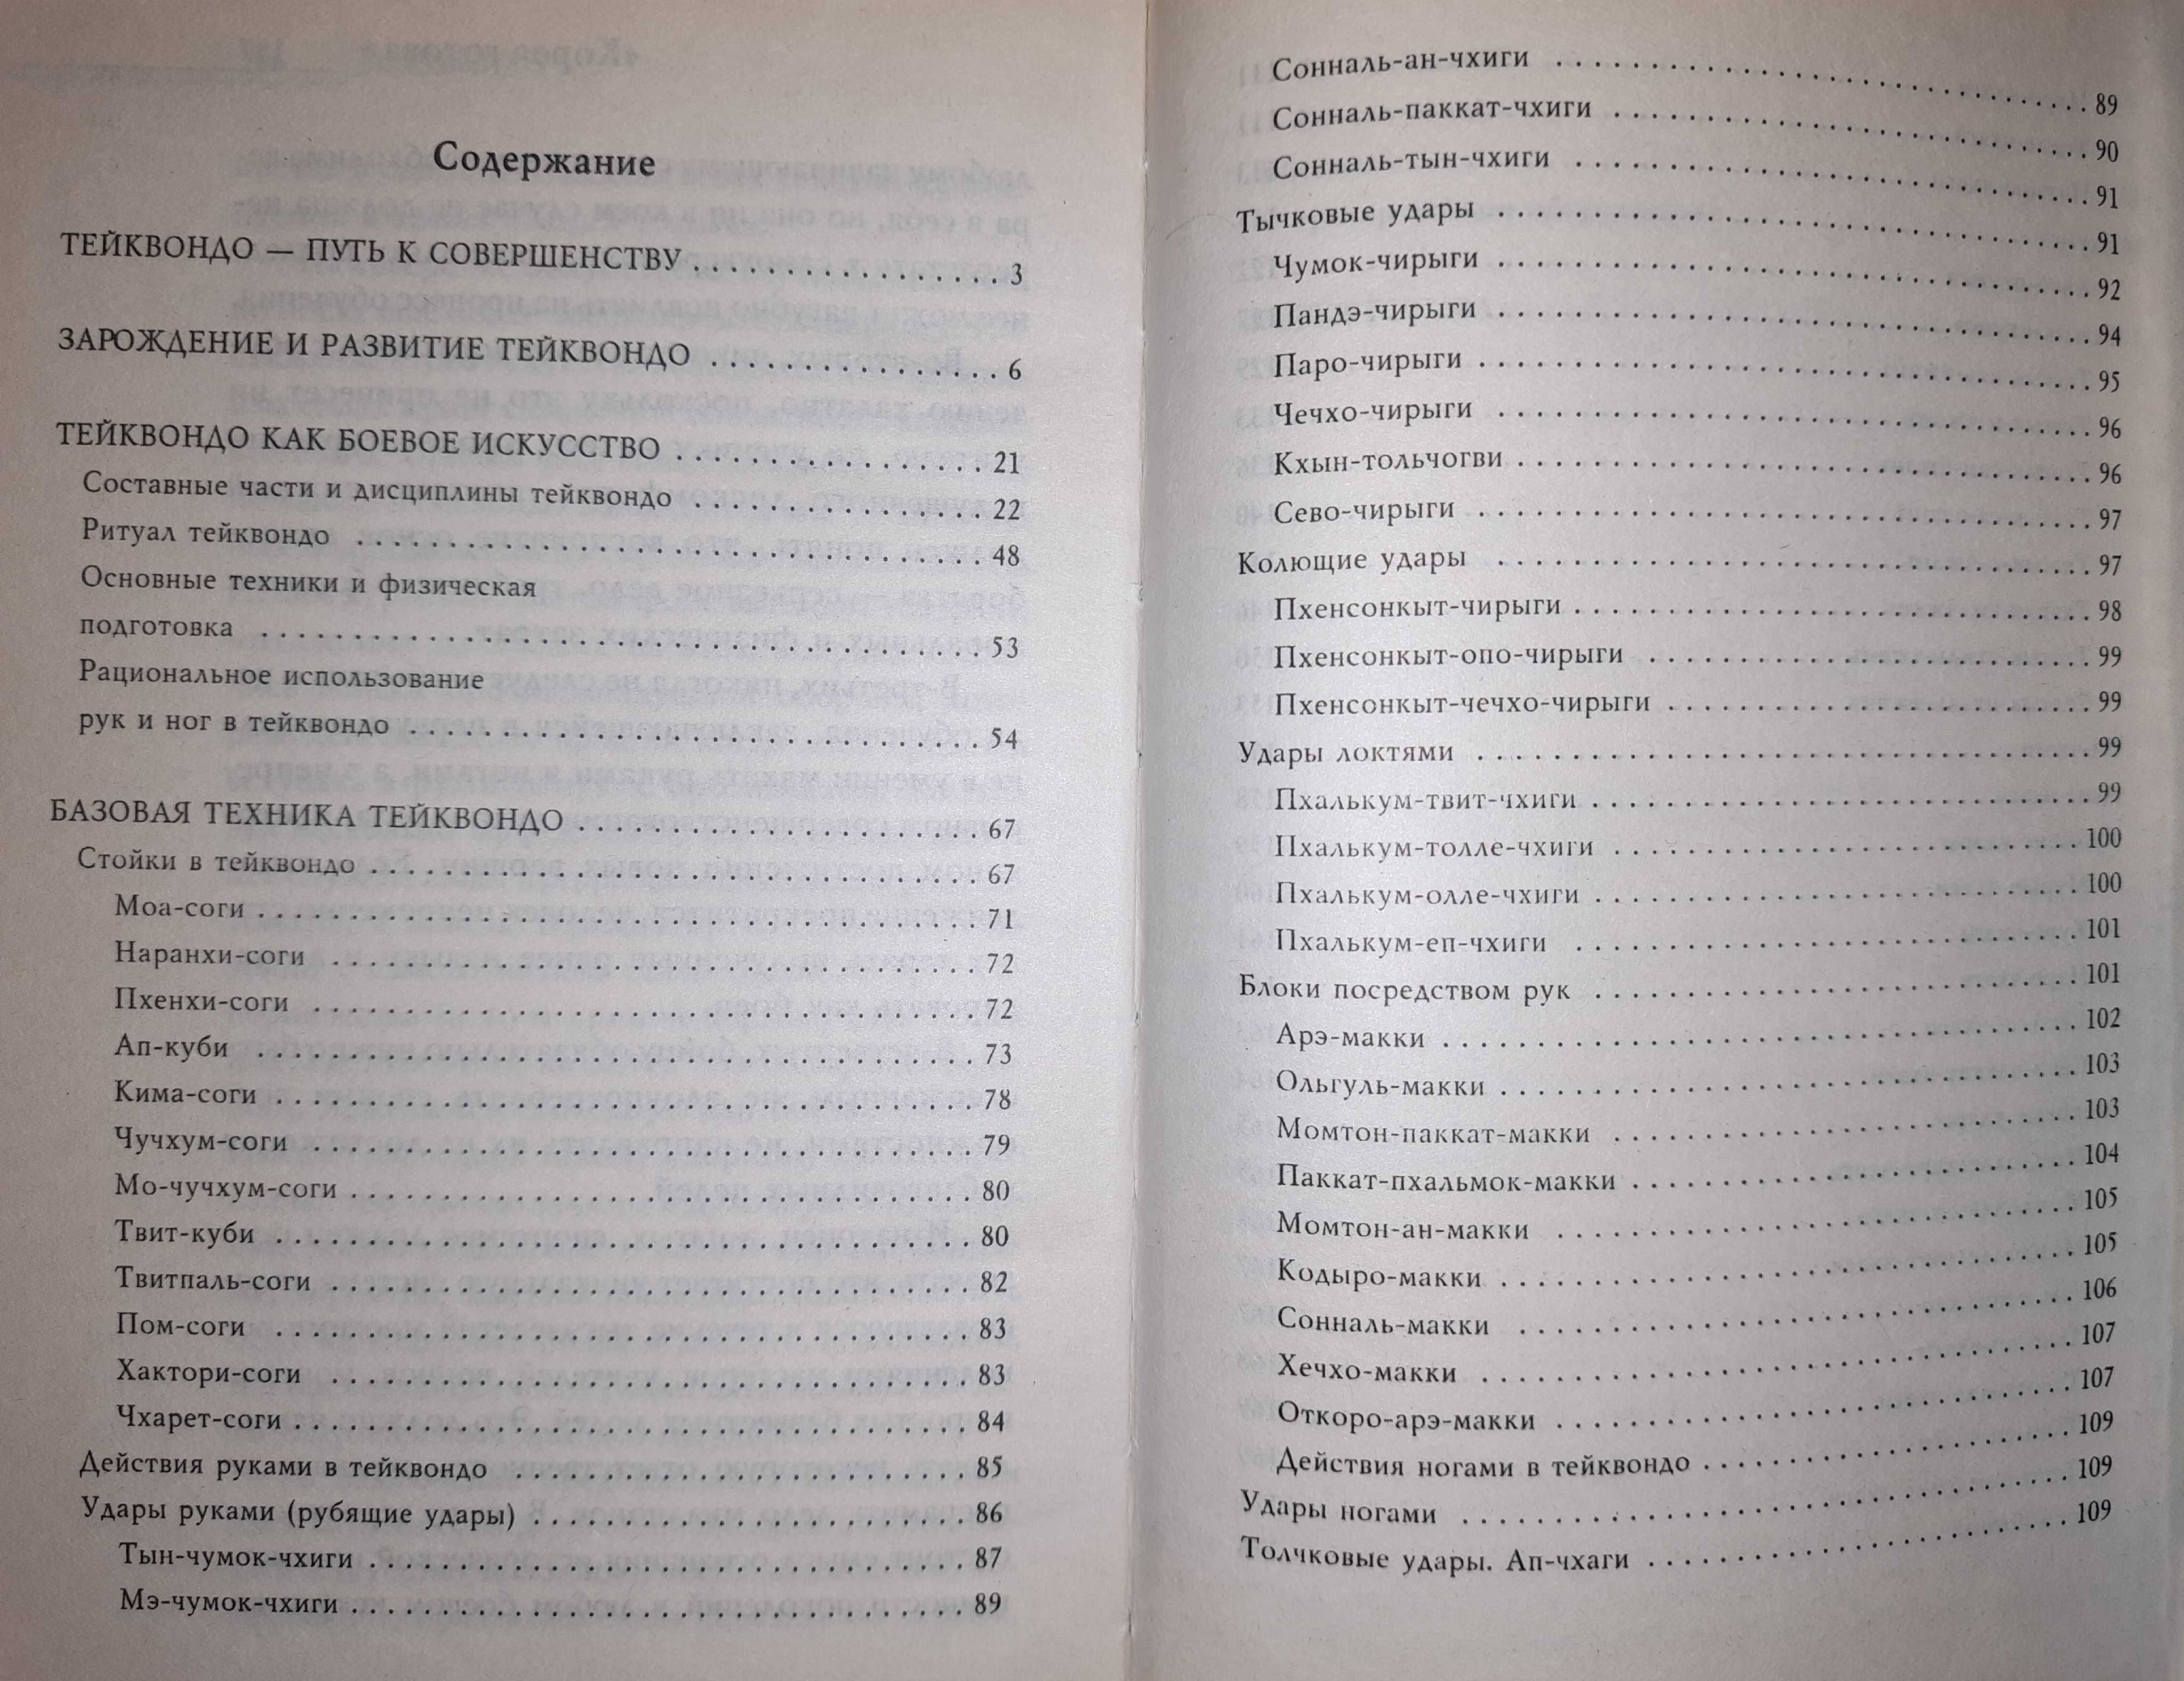 Содержание
ТЕЙКВОНДО — ПУТЬ К СОВЕРШЕНСТВУ . . . . . . . . . . . . . . . . . 3
ЗАРОЖДЕНИЕ И РАЗВИТИЕ ТЕЙКВОНДО . . . . . . . . . . . . . . . . 6
ТЕЙКВОНДО КАК БОЕВОЕ ИСКУССТВО . . . . . . . . . . . . . . . . . 21
Составные части и дисциплины тейквондо . . . . . . . . . . . . . . . . 22
Ритуал тейквондо . . . . . . . . . . . . . . . . 48
Основные техники и физическая
подготовка . . . . . . . . . . . . . . . . 53
Рациональное использование
рук и ног в тейквондо . . . . . . . . . . . . . . . . 54
БАЗОВАЯ ТЕХНИКА ТЕЙКВОНДО . . . . . . . . . . . . . . . . 67
Стойки в тейквондо . . . . . . . . . . . . . . . . 67
Моа-соги . . . . . . . . . . . . . . . . 71
Наранхи-соги . . . . . . . . . . . . . . . . 72
Пхенхи-соги . . . . . . . . . . . . . . . . 72
Ап-куби . . . . . . . . . . . . . . . . 73
Кима-соги . . . . . . . . . . . . . . . . 78
Чучхум-соги . . . . . . . . . . . . . . . . 79
Мо-чучхум-соги . . . . . . . . . . . . . . . . 80
Твит-куби . . . . . . . . . . . . . . . . 80
Твитпаль-соги . . . . . . . . . . . . . . . . 82
Пом-соги . . . . . . . . . . . . . . . . 83
Хактори-соги . . . . . . . . . . . . . . . . 83
Чхарет-соги . . . . . . . . . . . . . . . . 84
Действия руками в тейквондо . . . . . . . . . . . . . . . . 85
Удары руками (рубящие удары) . . . . . . . . . . . . . . . . 86
Тын-чумок-чхиги . . . . . . . . . . . . . . . . 87
Мэ-чумок-чхиги . . . . . . . . . . . . . . . . 89
Сонналь-ан-чхиги . . . . . . . . . . . . . . . . 89
Сонналь-паккат-чхиги . . . . . . . . . . . . . . . . 90
Сонналь-тын-чхиги . . . . . . . . . . . . . . . . 91
Тычковые удары . . . . . . . . . . . . . . . . 91
Чумок-чирыги . . . . . . . . . . . . . . . . 92
Пандэ-чирыги . . . . . . . . . . . . . . . . 94
Паро-чирыги . . . . . . . . . . . . . . . . 95
Чечхо-чирыги . . . . . . . . . . . . . . . . 96
Кхын-тольчогви . . . . . . . . . . . . . . . . 96
Сево-чирыги . . . . . . . . . . . . . . . . 97
Колющие удары . . . . . . . . . . . . . . . . 97
Пхенсонкыт-чирыги . . . . . . . . . . . . . . . . 98
Пхенсонкыт-опо-чирыги . . . . . . . . . . . . . . . . 99
Пхенсонкыт-чечхо-чирыги . . . . . . . . . . . . . . . . 99
Удары локтями . . . . . . . . . . . . . . . . 99
Пхалькум-твит-чхиги . . . . . . . . . . . . . . . . 99
Пхалькум-толле-чхиги . . . . . . . . . . . . . . . . 100
Пхалькум-олле-чхиги . . . . . . . . . . . . . . . . 100
Пхалькум-еп-чхиги . . . . . . . . . . . . . . . . 101
Блоки посредством рук . . . . . . . . . . . . . . . . 101
Арэ-макки . . . . . . . . . . . . . . . . 102
Ольгуль-макки . . . . . . . . . . . . . . . . 103
Момтон-паккат-макки . . . . . . . . . . . . . . . . 103
Паккат-пхальмок-макки . . . . . . . . . . . . . . . . 104
Момтон-ан-макки . . . . . . . . . . . . . . . . 105
Кодыро-макки . . . . . . . . . . . . . . . . 105
Сонналь-макки . . . . . . . . . . . . . . . . 106
Хечхо-макки . . . . . . . . . . . . . . . . 107
Откоро-арэ-макки . . . . . . . . . . . . . . . . 107
Действия ногами в тейквондо . . . . . . . . . . . . . . . . 109
Удары ногами . . . . . . . . . . . . . . . . 109
Толчковые удары. Ап-чхаги . . . . . . . . . . . . . . . . 109